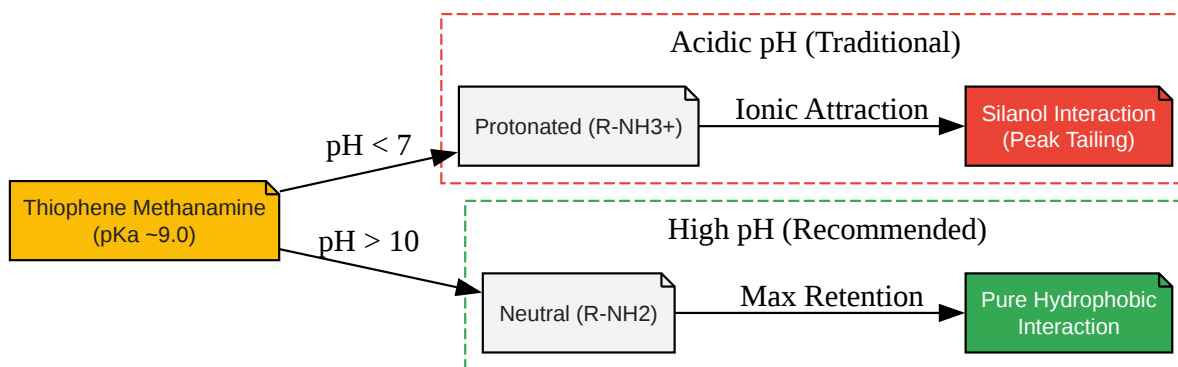 Acidic pH (Traditional)
Protonated (R-NH3+)
Ionic Attraction
Silanol Interaction
(Peak Tailing)
pH < 7
Thiophene Methanamine
(pKa ~9.0)
pH > 10
High pH (Recommended)
Neutral (R-NH2)
Max Retention
Pure Hydrophobic
Interaction